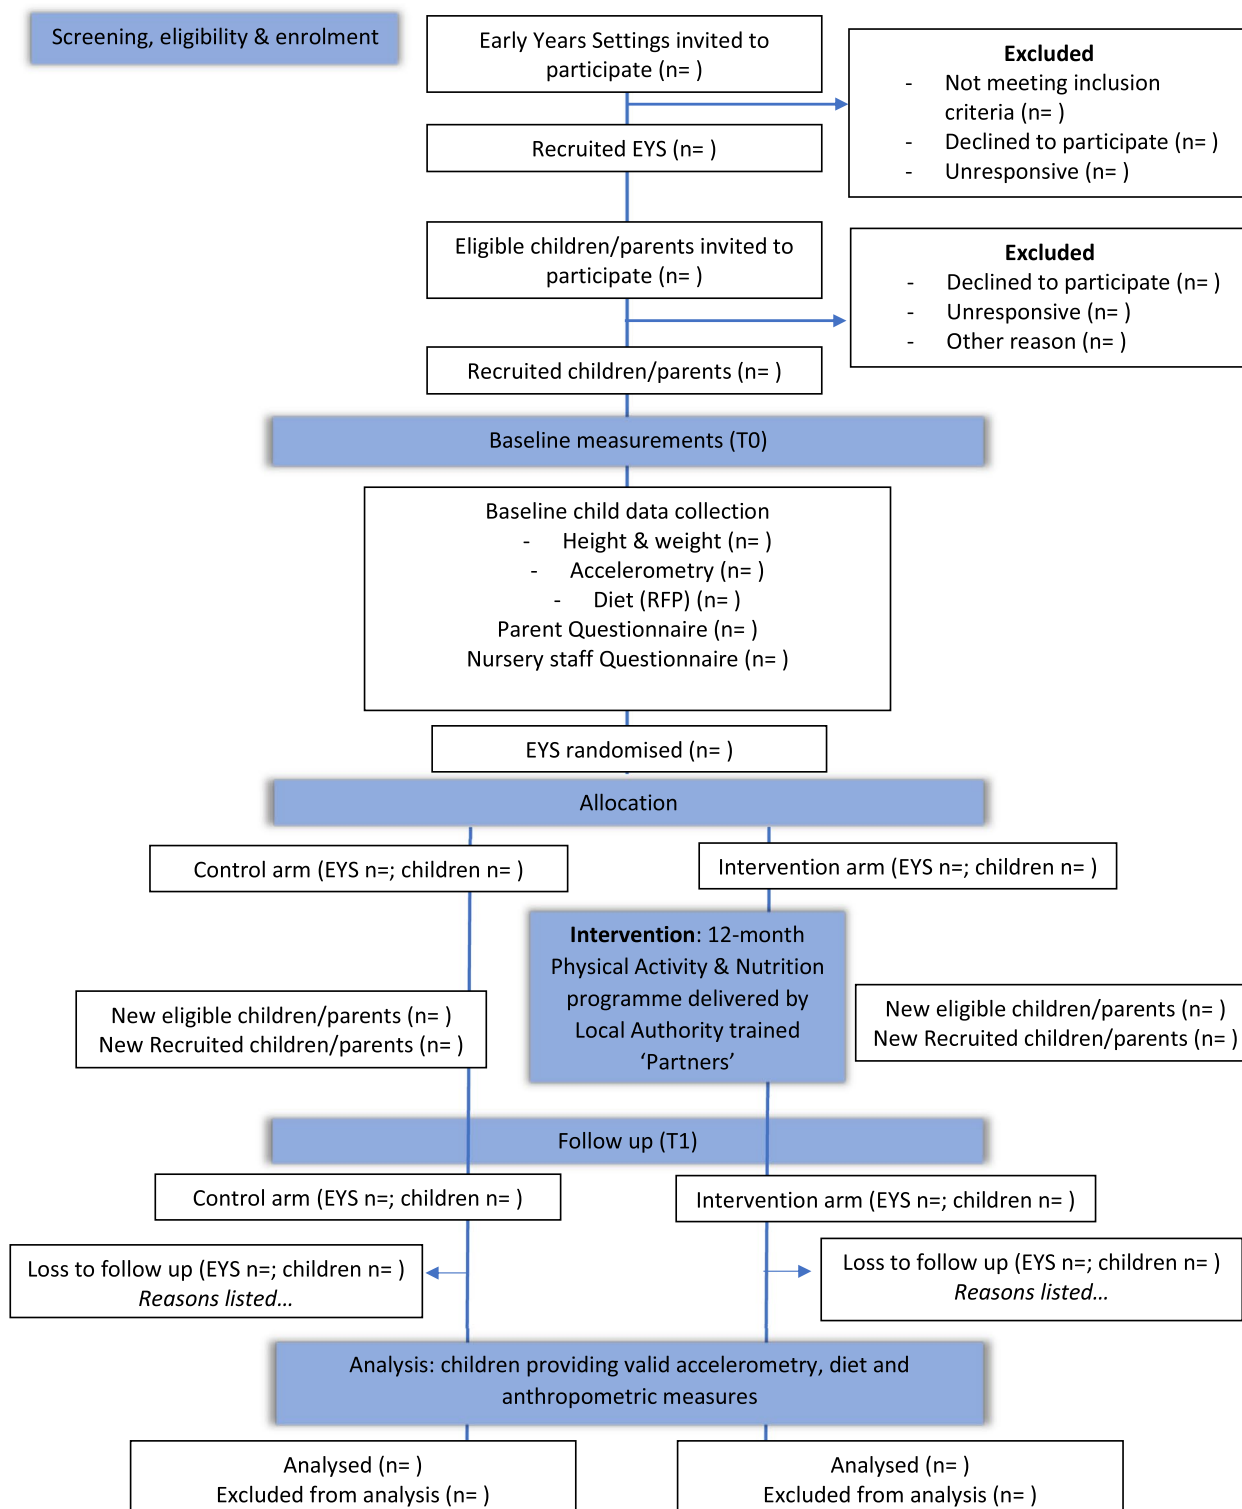 Screening, eligibility & enrolment
Early Years Settings invited to
participate (n= )
Excluded
- Not meeting inclusion
criteria (n= )
- Declined to participate (n= )
- Unresponsive (n= )
Recruited EYS (n= )
Eligible children/parents invited to
participate (n= )
Excluded
- Declined to participate (n= )
- Unresponsive (n= )
- Other reason (n= )
Recruited children/parents (n= )
Baseline measurements (T0)
Baseline child data collection
- Height & weight (n= )
- Accelerometry (n= )
- Diet (RFP) (n= )
Parent Questionnaire (n= )
Nursery staff Questionnaire (n= )
EYS randomised (n= )
Allocation
Control arm (EYS n=; children n= )
Intervention arm (EYS n=; children n= )
Intervention: 12-month
Physical Activity & Nutrition
programme delivered by
Local Authority trained
‘Partners’
New eligible children/parents (n= )
New Recruited children/parents (n= )
New eligible children/parents (n= )
New Recruited children/parents (n= )
Follow up (T1)
Control arm (EYS n=; children n= )
Intervention arm (EYS n=; children n= )
Loss to follow up (EYS n=; children n= )
Reasons listed…
Loss to follow up (EYS n=; children n= )
Reasons listed…
Analysis: children providing valid accelerometry, diet and
anthropometric measures
Analysed (n= )
Excluded from analysis (n= )
Analysed (n= )
Excluded from analysis (n= )